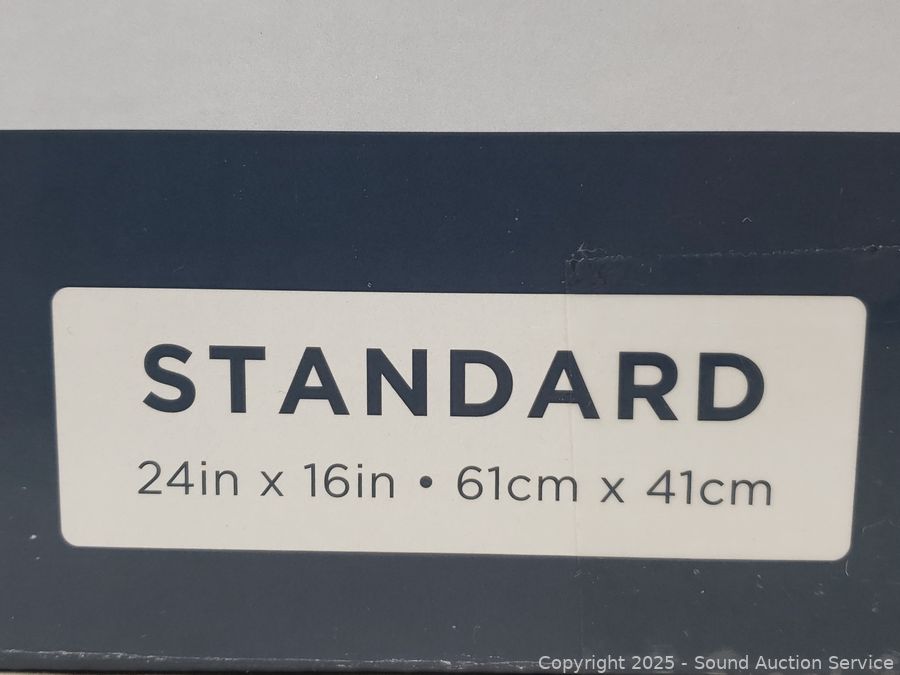 STANDARD
24in x 16in • 61cm x 41cm
Copyright 2025 - Sound Auction Service